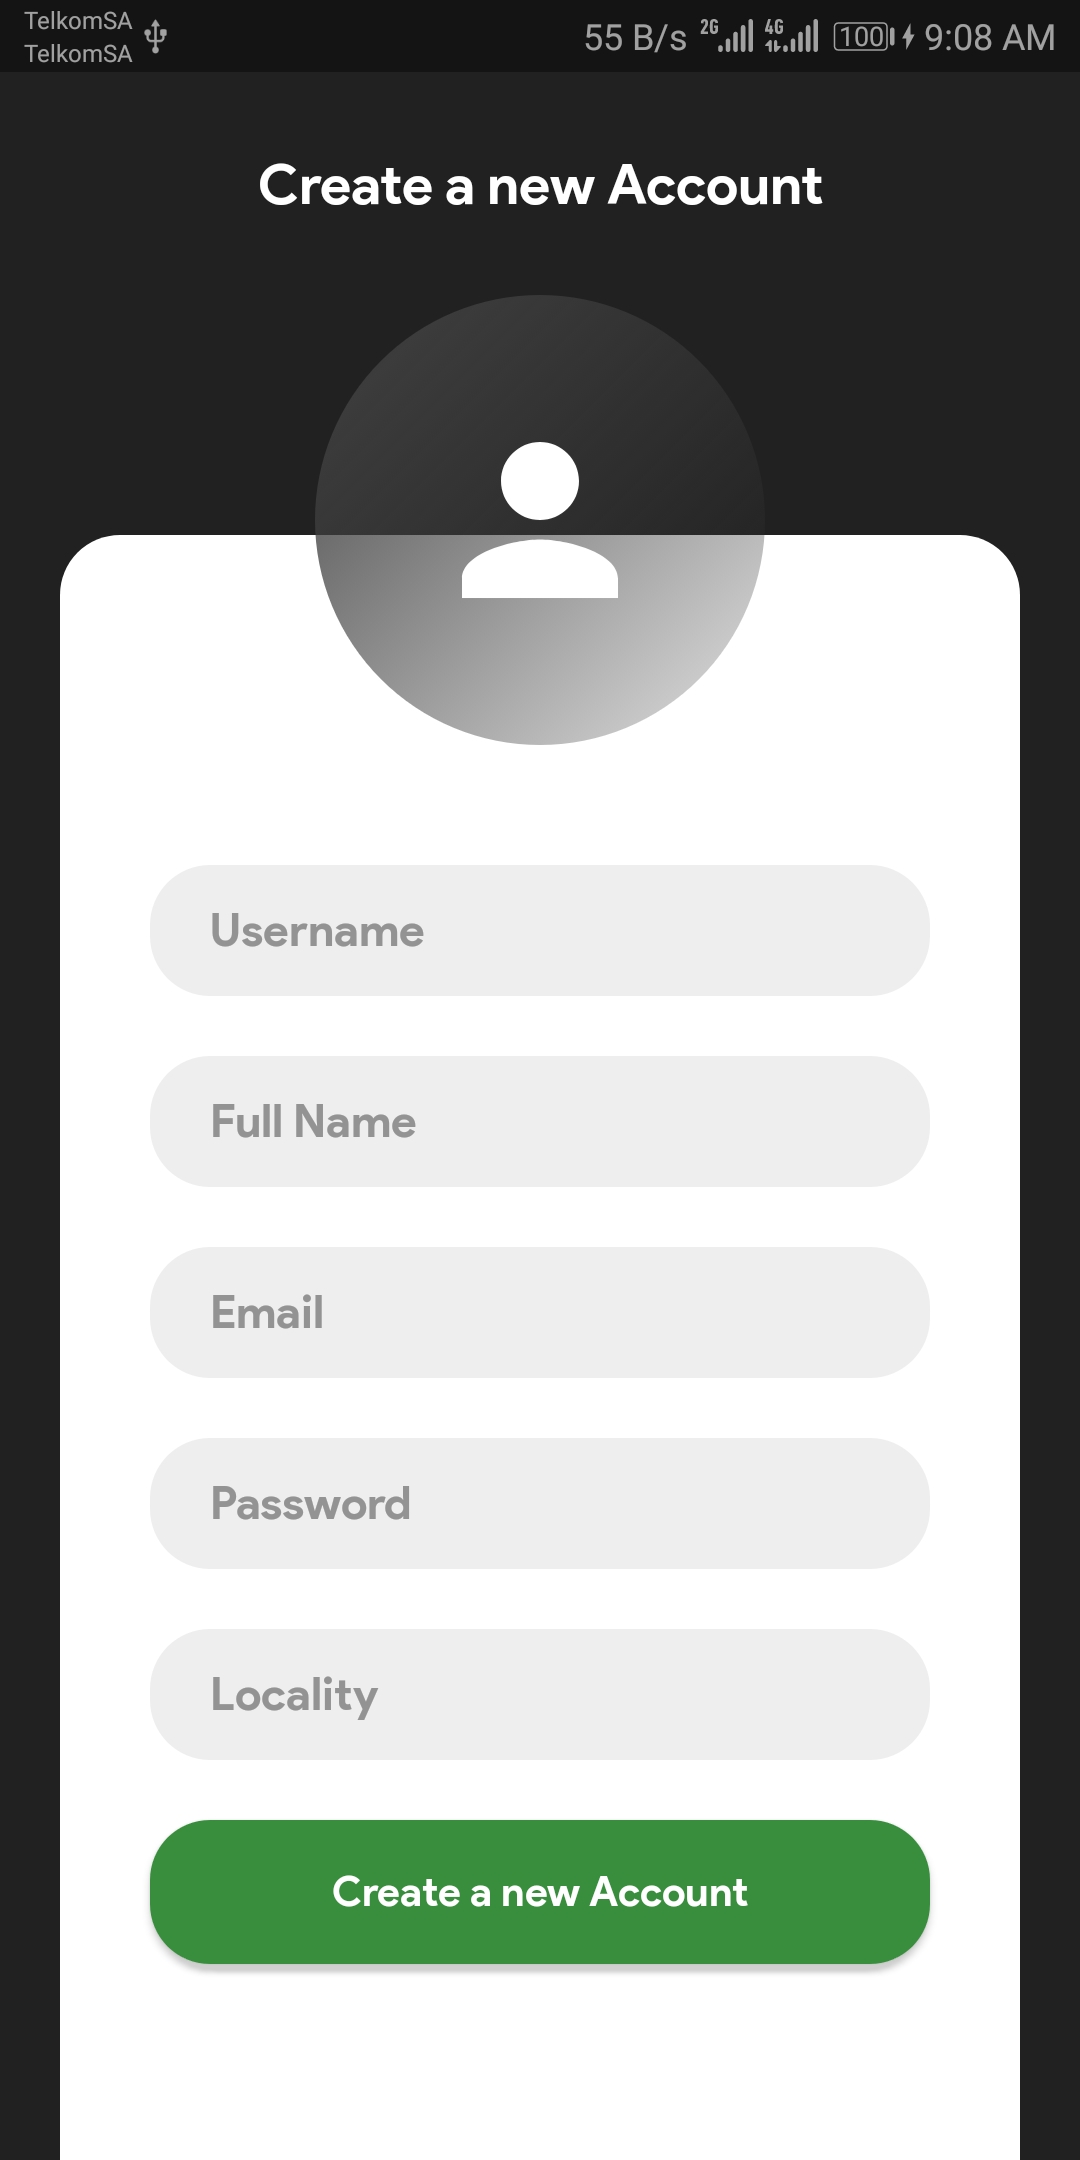 TelkomSA
TelkomSA
55 B/s 2G 4G 100 9:08 AM
Create a new Account
Username
Full Name
Email
Password
Locality
Create a new Account